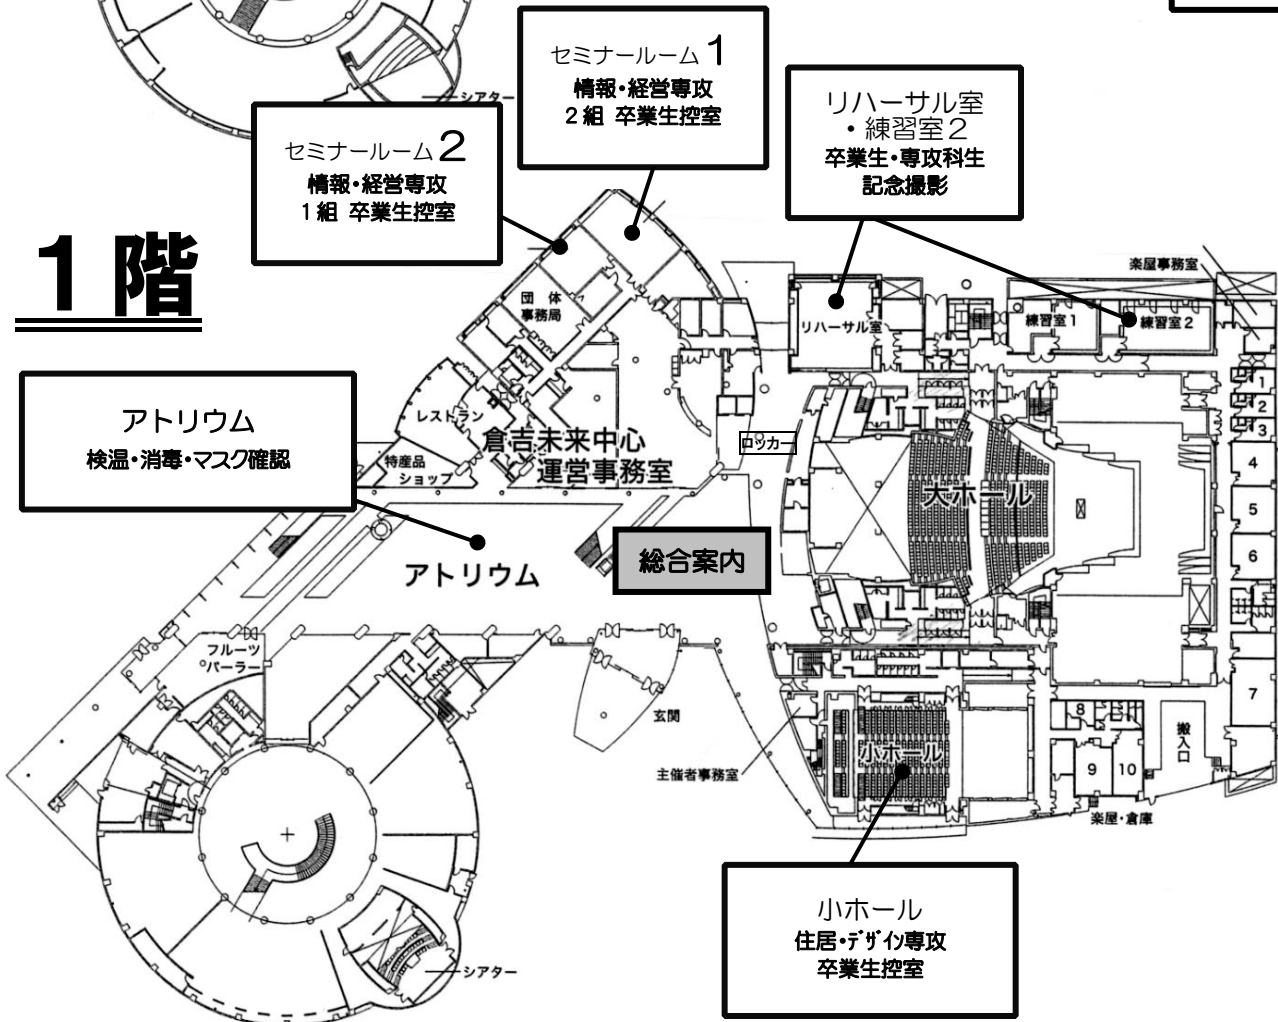 シアター
セミナールーム 1
情報・経営専攻
2組 卒業生控室
セミナールーム 2
情報・経営専攻
1組 卒業生控室
リハーサル室
・練習室2
卒業生・専攻科生
記念撮影
1階
楽屋事務室
団体
事務局
リハーサル室
練習室1
練習室2
アトリウム
検温・消毒・マスク確認
レストラン
倉吉未来中心
運営事務室
特産品
ショップ
ロッカー
大ホール
1
2
3
4
5
6
7
総合案内
アトリウム
フルーツ
パーラー
玄関
主催者事務室
小ホール
8
9
10
搬入口
楽屋・倉庫
シアター
小ホール
住居・デザイン専攻
卒業生控室